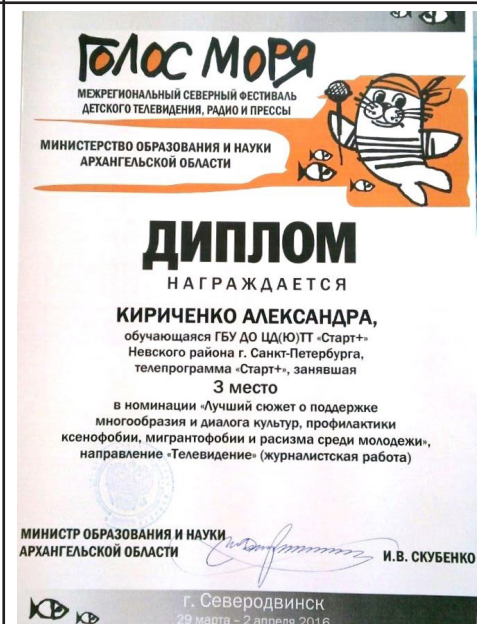 ГОЛОС МОРЯ
МЕЖРЕГИОНАЛЬНЫЙ СЕВЕРНЫЙ ФЕСТИВАЛЬ
ДЕТСКОГО ТЕЛЕВИДЕНИЯ, РАДИО И ПРЕССЫ
МИНИСТЕРСТВО ОБРАЗОВАНИЯ И НАУКИ
АРХАНГЕЛЬСКОЙ ОБЛАСТИ
ДИПЛОМ
НАГРАЖДАЕТСЯ
КИРИЧЕНКО АЛЕКСАНДРА,
обучающаяся ГБУ ДО ЦД(Ю)ТТ «Старт+»
Невского района г. Санкт-Петербурга,
телепрограмма «Старт+», занявшая
3 место
в номинации «Лучший сюжет о поддержке
многообразия и диалога культур, профилактики
ксенофобии, мигрантофобии и расизма среди молодежи»,
направление «Телевидение» (журналистская работа)
МИНИСТР ОБРАЗОВАНИЯ И НАУКИ
АРХАНГЕЛЬСКОЙ ОБЛАСТИ
И.В. СКУБЕНКО
г. Северодвинск
29 марта - 2 апреля 2016